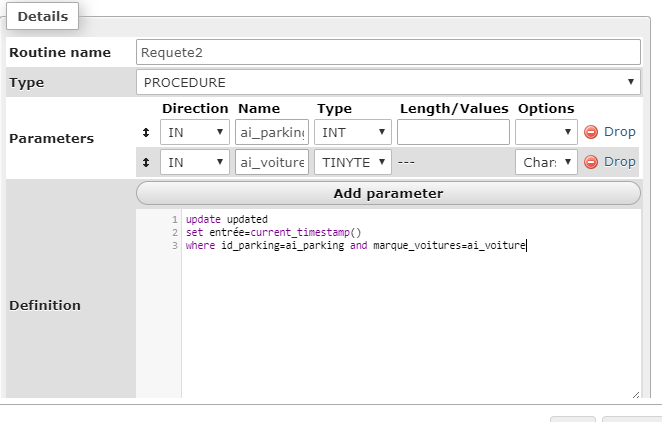 Details
Routine name Requete2
Type PROCEDURE
Direction Name Type Length/Values Options
Parameters
IN ai_parking INT Drop
IN ai_voiture TINYTE --- Char Drop
Add parameter
Definition
1 update updated
2 set entrée=current_timestamp()
3 where id_parking=ai_parking and marque_voitures=ai_voiture